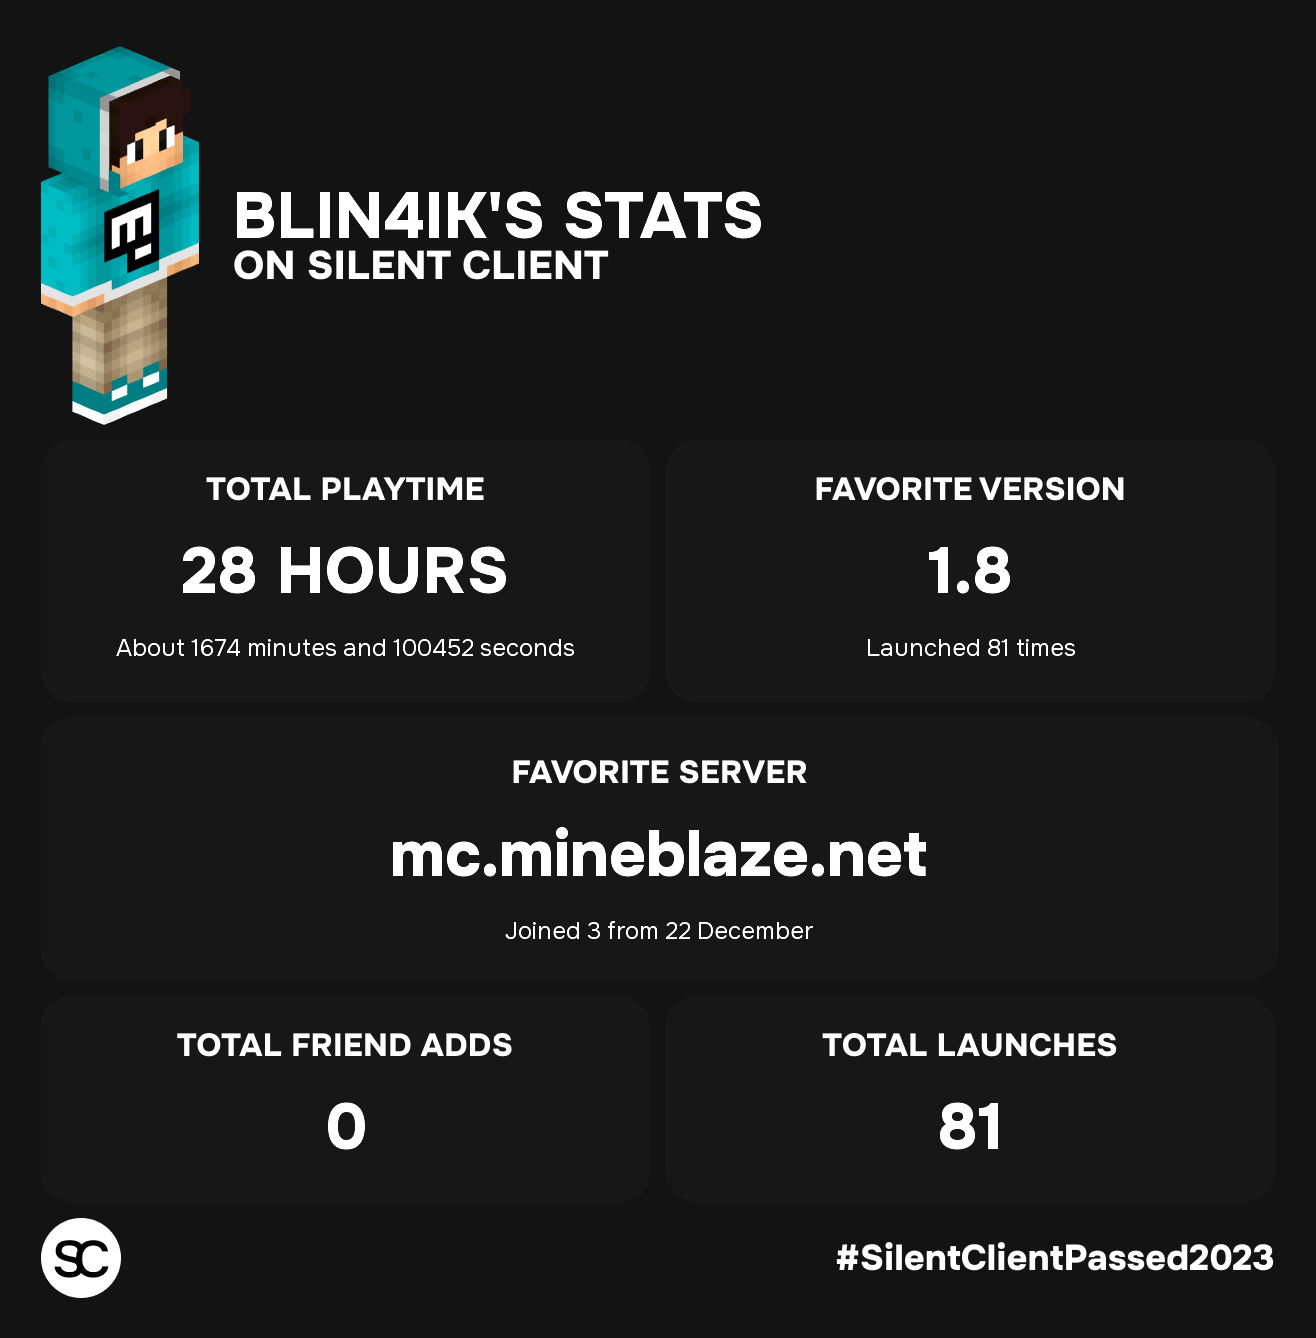 BLIN4IK'S STATS
ON SILENT CLIENT
TOTAL PLAYTIME
28 HOURS
About 1674 minutes and 100452 seconds
FAVORITE VERSION
1.8
Launched 81 times
FAVORITE SERVER
mc.mineblaze.net
Joined 3 from 22 December
TOTAL FRIEND ADDS
0
TOTAL LAUNCHES
81
SC
#SilentClientPassed2023